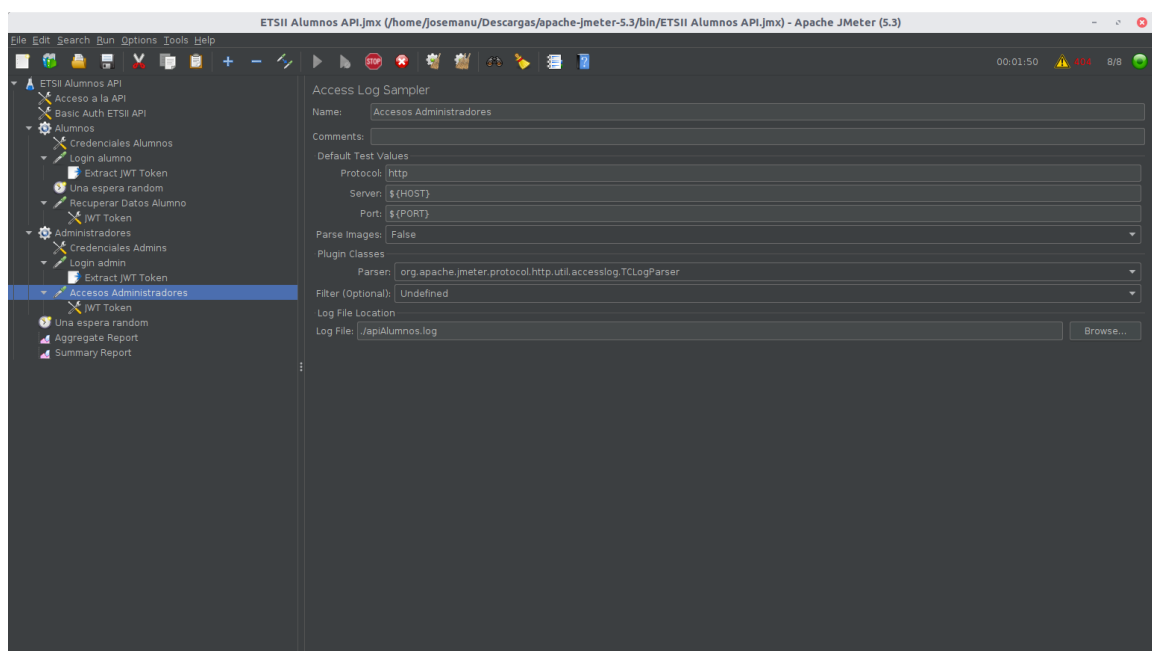 ETSII Alumnos API.jmx (/home/josemanu/Descargas/apache-jmeter-5.3/bin/ETSII Alumnos API.jmx) - Apache JMeter (5.3)
File Edit Search Run Options Tools Help
STOP 00:01:50 404 8/8
ETSII Alumnos API
Acceso a la API
Basic Auth ETSII API
Alumnos
Credenciales Alumnos
Login alumno
Extract JWT Token
Una espera random
Recuperar Datos Alumno
JWT Token
Administradores
Credenciales Admins
Login admin
Extract JWT Token
Accesos Administradores
JWT Token
Una espera random
Aggregate Report
Summary Report
Access Log Sampler
Name: Accesos Administradores
Comments:
Default Test Values
Protocol: http
Server: ${HOST}
Port: ${PORT}
Parse Images: False
Plugin Classes
Parser: org.apache.jmeter.protocol.http.util.accesslog.TCLogParser
Filter (Optional): Undefined
Log File Location
Log File: ./apiAlumnos.log Browse...